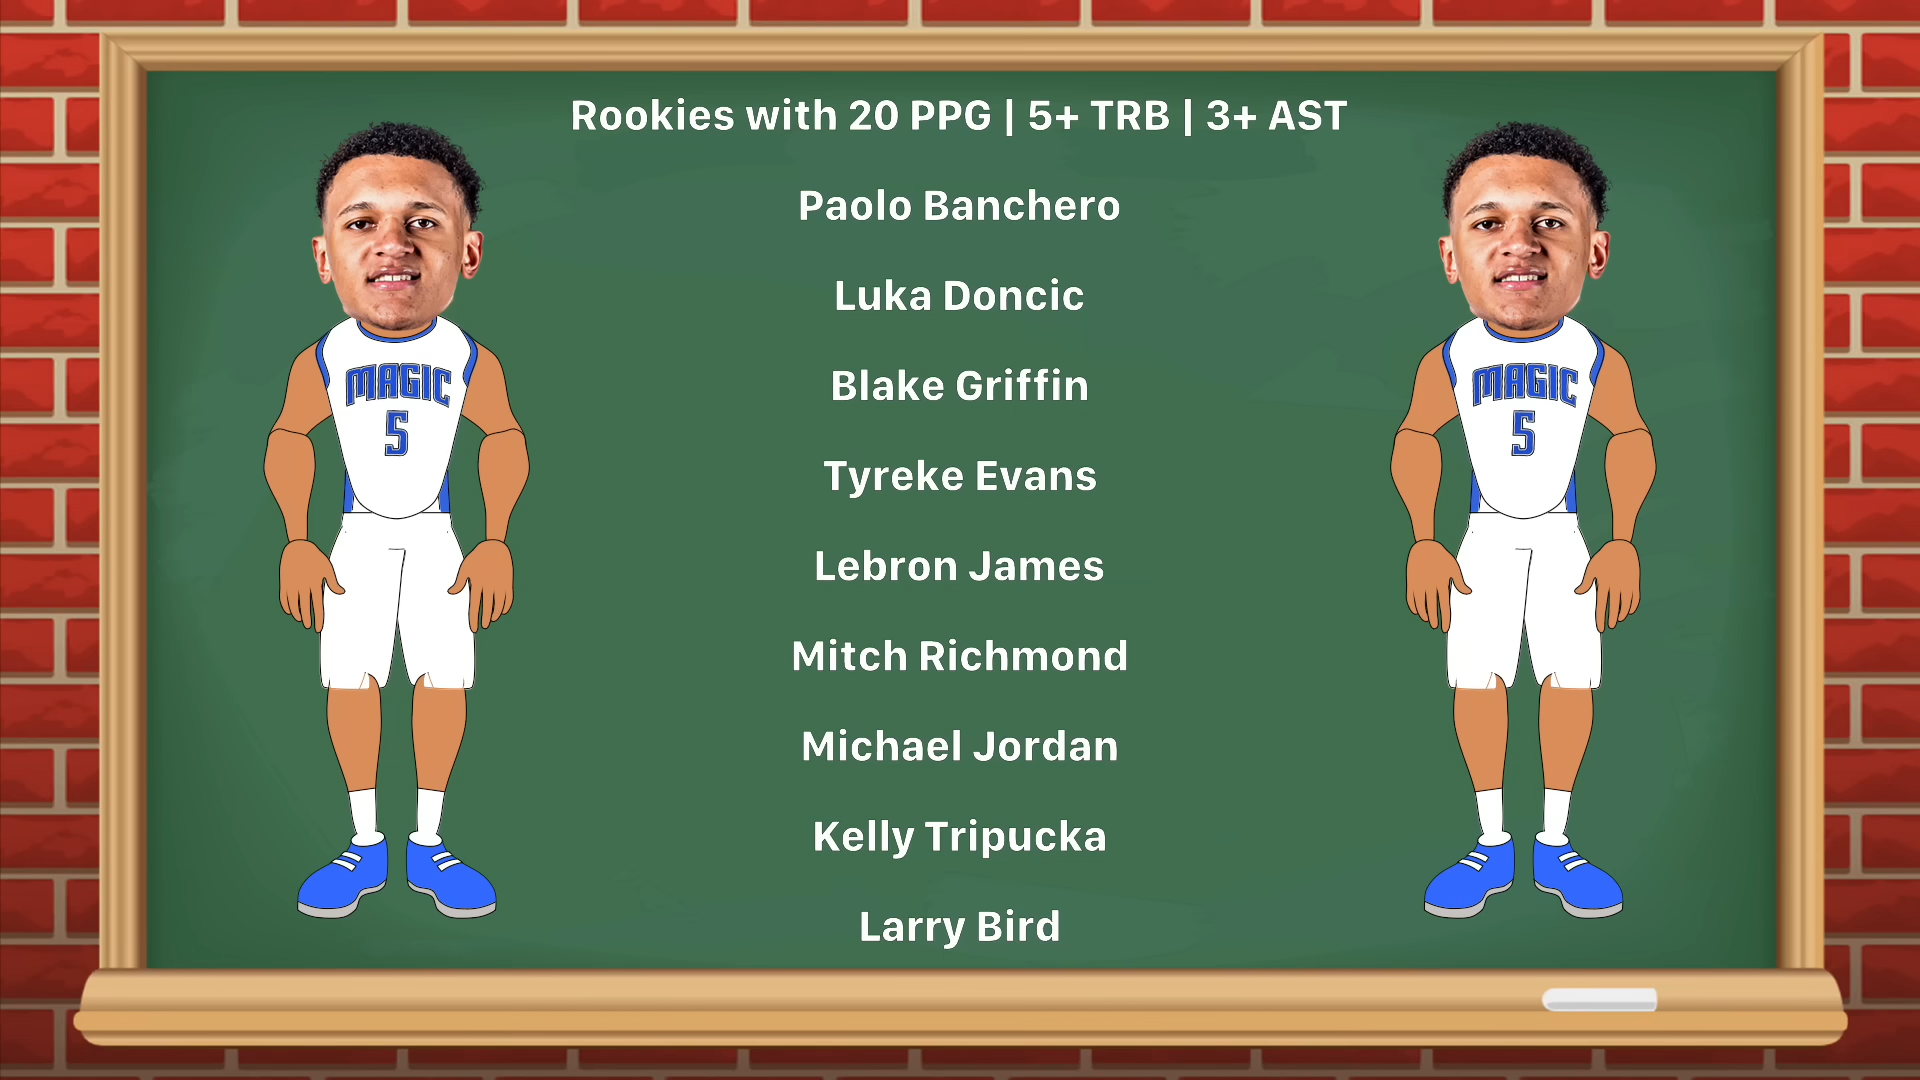 Rookies with 20 PPG | 5+ TRB | 3+ AST
Paolo Banchero
Luka Doncic
Blake Griffin
Tyreke Evans
Lebron James
Mitch Richmond
Michael Jordan
Kelly Tripucka
Larry Bird
MAGIC
5
MAGIC
5